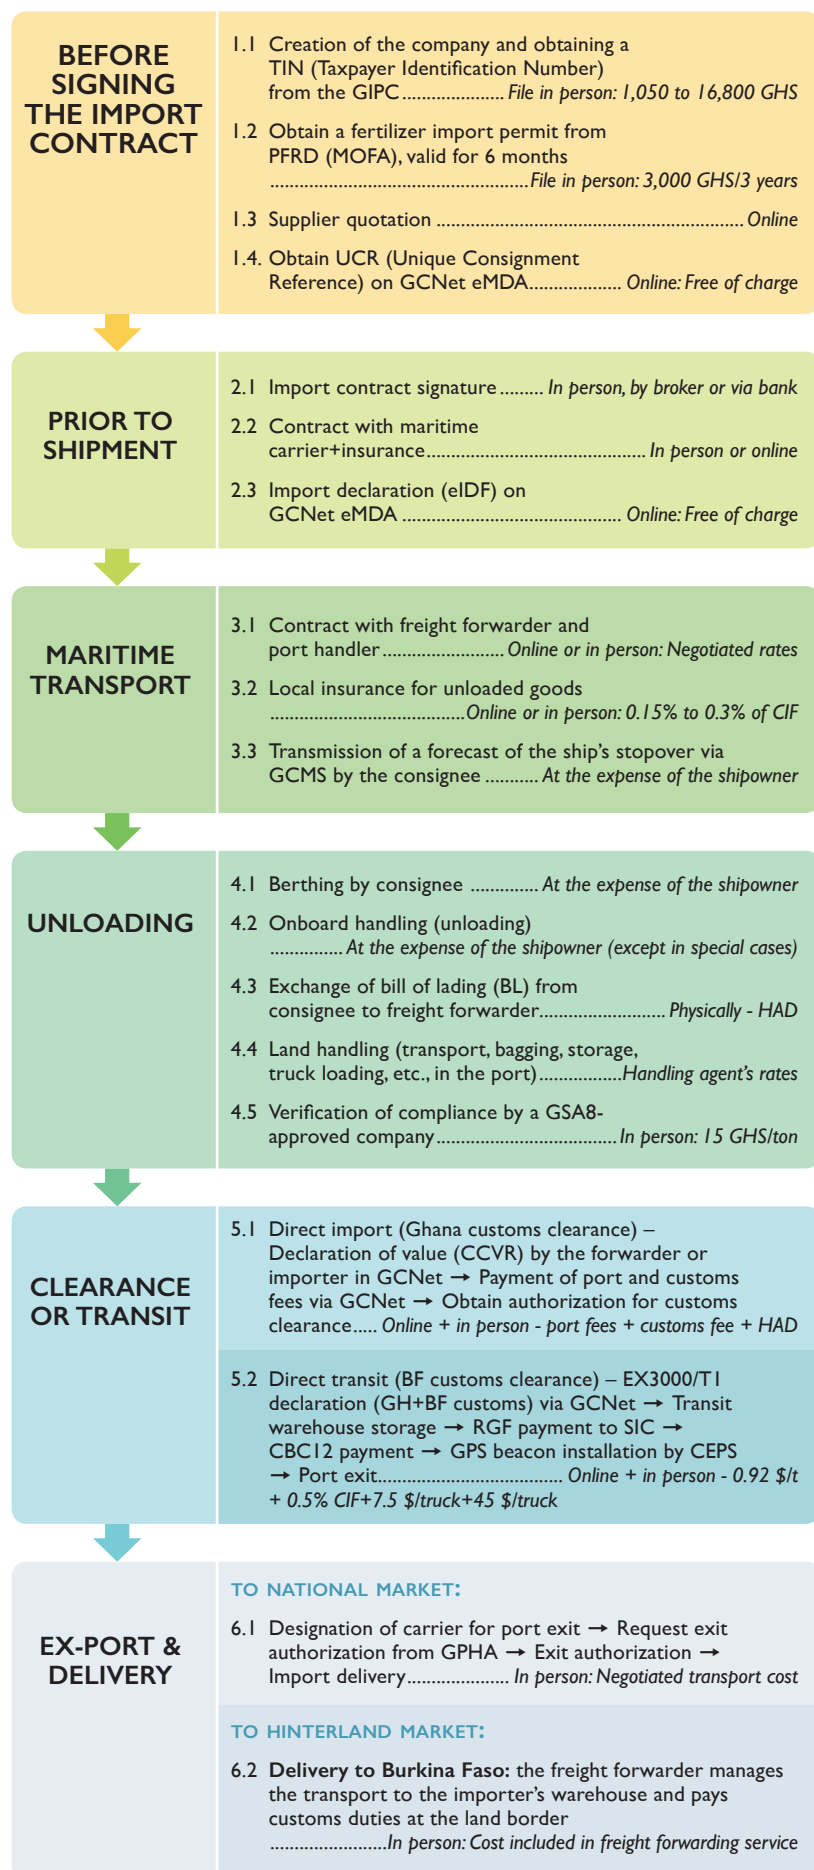 BEFORE
SIGNING
THE IMPORT
CONTRACT
1.1 Creation of the company and obtaining a
TIN (Taxpayer Identification Number)
from the GIPC.....................File in person: 1,050 to 16,800 GHS
1.2 Obtain a fertilizer import permit from
PFRD (MOFA), valid for 6 months
.....................................................File in person: 3,000 GHS/3 years
1.3 Supplier quotation ............................................................... Online
1.4. Obtain UCR (Unique Consignment
Reference) on GCNet eMDA................... Online: Free of charge
PRIOR TO
SHIPMENT
2.1 Import contract signature ......... In person, by broker or via bank
2.2 Contract with maritime
carrier+insurance............................................. In person or online
2.3 Import declaration (eIDF) on
GCNet eMDA ............................................. Online: Free of charge
MARITIME
TRANSPORT
3.1 Contract with freight forwarder and
port handler.........................Online or in person: Negotiated rates
3.2 Local insurance for unloaded goods
........................................Online or in person: 0.15% to 0.3% of CIF
3.3 Transmission of a forecast of the ship's stopover via
GCMS by the consignee ........... At the expense of the shipowner
UNLOADING
4.1 Berthing by consignee .............. At the expense of the shipowner
4.2 Onboard handling (unloading)
...............At the expense of the shipowner (except in special cases)
4.3 Exchange of bill of lading (BL) from
consignee to freight forwarder.......................... Physically - HAD
4.4 Land handling (transport, bagging, storage,
truck loading, etc., in the port).................Handling agent's rates
4.5 Verification of compliance by a GSA8-
approved company.....................................In person: 15 GHS/ton
CLEARANCE
OR TRANSIT
5.1 Direct import (Ghana customs clearance) –
Declaration of value (CCVR) by the forwarder or
importer in GCNet → Payment of port and customs
fees via GCNet → Obtain authorization for customs
clearance..... Online + in person - port fees + customs fee + HAD
5.2 Direct transit (BF customs clearance) – EX3000/T1
declaration (GH+BF customs) via GCNet → Transit
warehouse storage → RGF payment to SIC →
CBC12 payment → GPS beacon installation by CEPS
→ Port exit...................................... Online + in person - 0.92 $/t
+ 0.5% CIF+7.5 $/truck+45 $/truck
EX-PORT &
DELIVERY
TO NATIONAL MARKET:
6.1 Designation of carrier for port exit → Request exit
authorization from GPHA → Exit authorization →
Import delivery..................... In person: Negotiated transport cost
TO HINTERLAND MARKET:
6.2 Delivery to Burkina Faso: the freight forwarder manages
the transport to the importer's warehouse and pays
customs duties at the land border
........................In person: Cost included in freight forwarding service